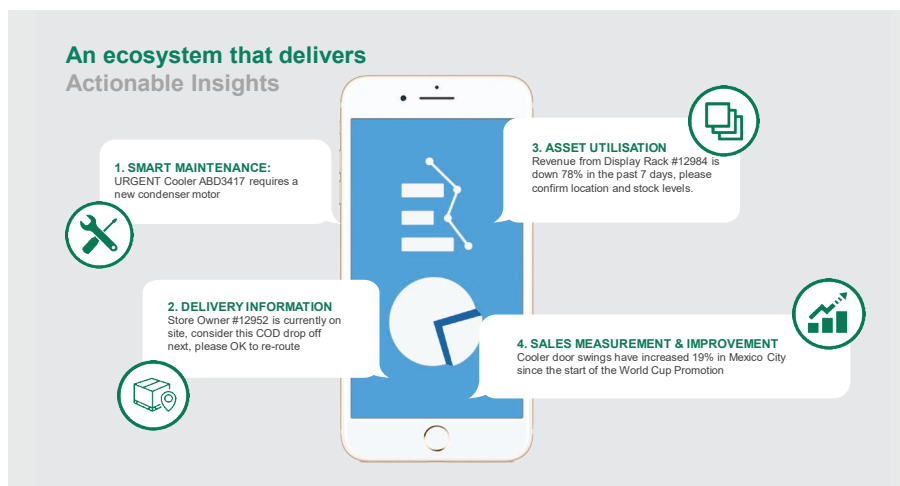 An ecosystem that delivers
Actionable Insights
1. SMART MAINTENANCE:
URGENT Cooler ABD3417 requires a
new condenser motor
2. DELIVERY INFORMATION
Store Owner #12952 is currently on
site, consider this COD drop off
next, please OK to re-route
3. ASSET UTILISATION
Revenue from Display Rack #12984 is
down 78% in the past 7 days, please
confirm location and stock levels.
4. SALES MEASUREMENT & IMPROVEMENT
Cooler door swings have increased 19% in Mexico City
since the start of the World Cup Promotion